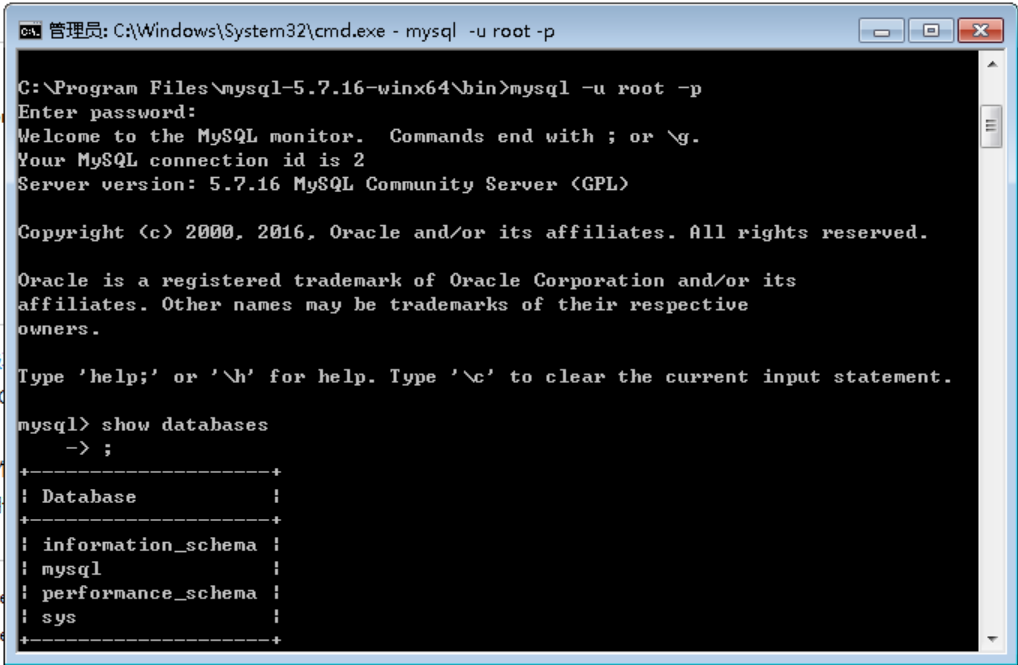 管理员: C:\Windows\System32\cmd.exe - mysql  -u root -p
C:\Program Files\mysql-5.7.16-winx64\bin>mysql -u root -p
Enter password:
Welcome to the MySQL monitor.  Commands end with ; or \g.
Your MySQL connection id is 2
Server version: 5.7.16 MySQL Community Server (GPL)
Copyright (c) 2000, 2016, Oracle and/or its affiliates. All rights reserved.
Oracle is a registered trademark of Oracle Corporation and/or its
affiliates. Other names may be trademarks of their respective
owners.
Type 'help;' or '\h' for help. Type '\c' to clear the current input statement.
mysql> show databases
    -> ;
+--------------------+
| Database           |
+--------------------+
| information_schema |
| mysql              |
| performance_schema |
| sys                |
+--------------------+